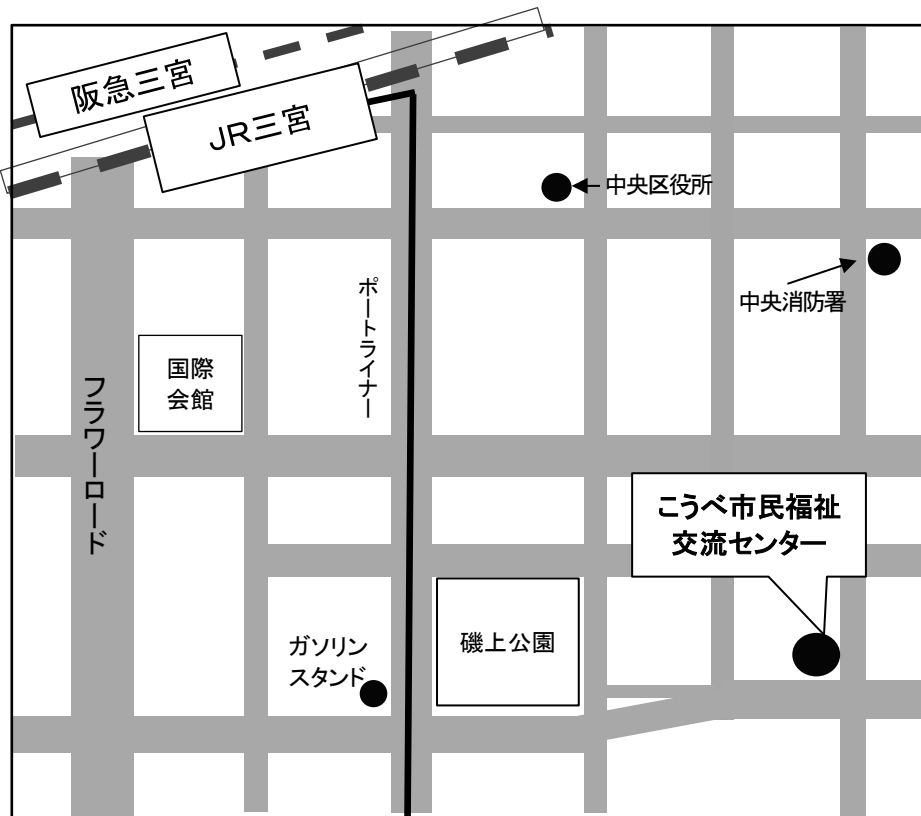 阪急三宮
JR三宮
中央区役所
中央消防署
ポートライナー
国際
会館
フラワーロード
こうべ市民福祉
交流センター
ガソリン
スタンド
磯上公園